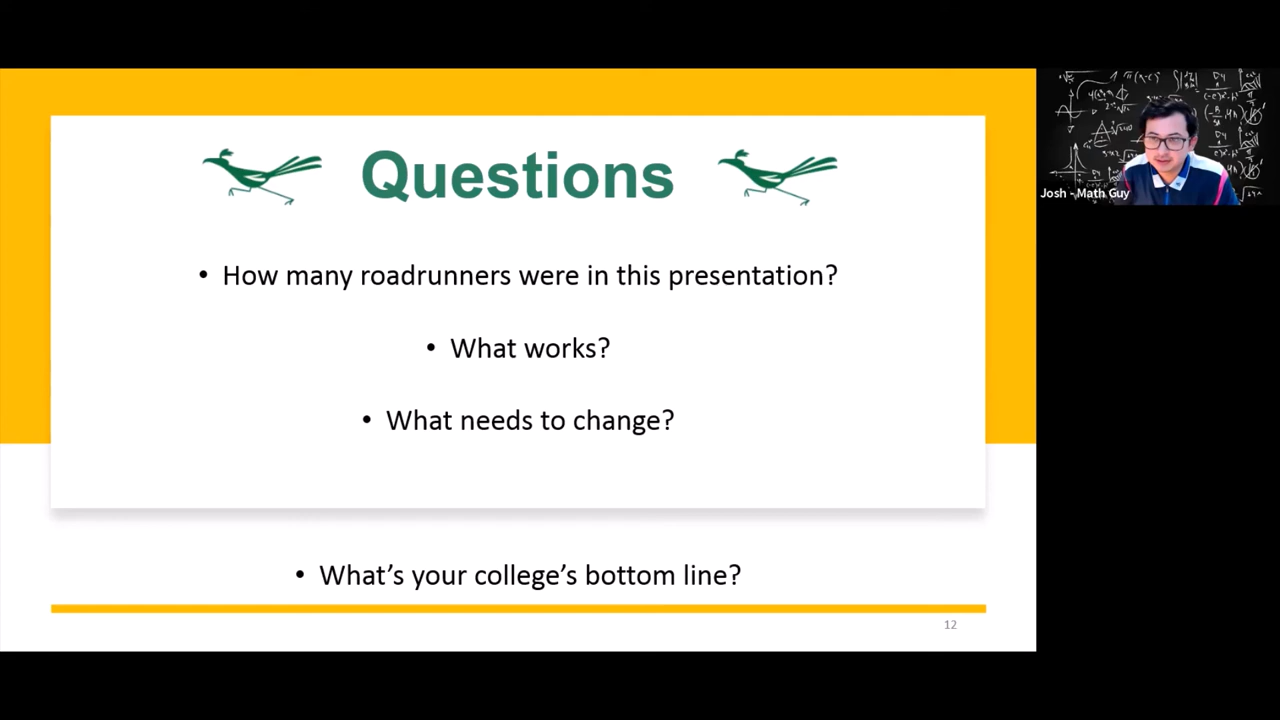 Questions
• How many roadrunners were in this presentation?
• What works?
• What needs to change?
• What's your college's bottom line?
12
Josh - Math Guy